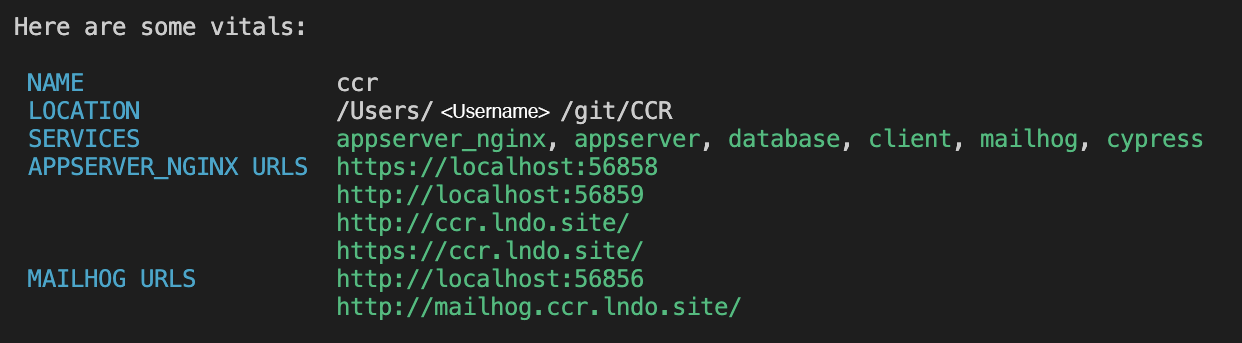 Here are some vitals:
NAME ccr
LOCATION /Users/ <Username> /git/CCR
SERVICES appserver_nginx, appserver, database, client, mailhog, cypress
APPSERVER_NGINX URLS https://localhost:56858
http://localhost:56859
http://ccr.lndo.site/
https://ccr.lndo.site/
MAILHOG URLS http://localhost:56856
http://mailhog.ccr.lndo.site/